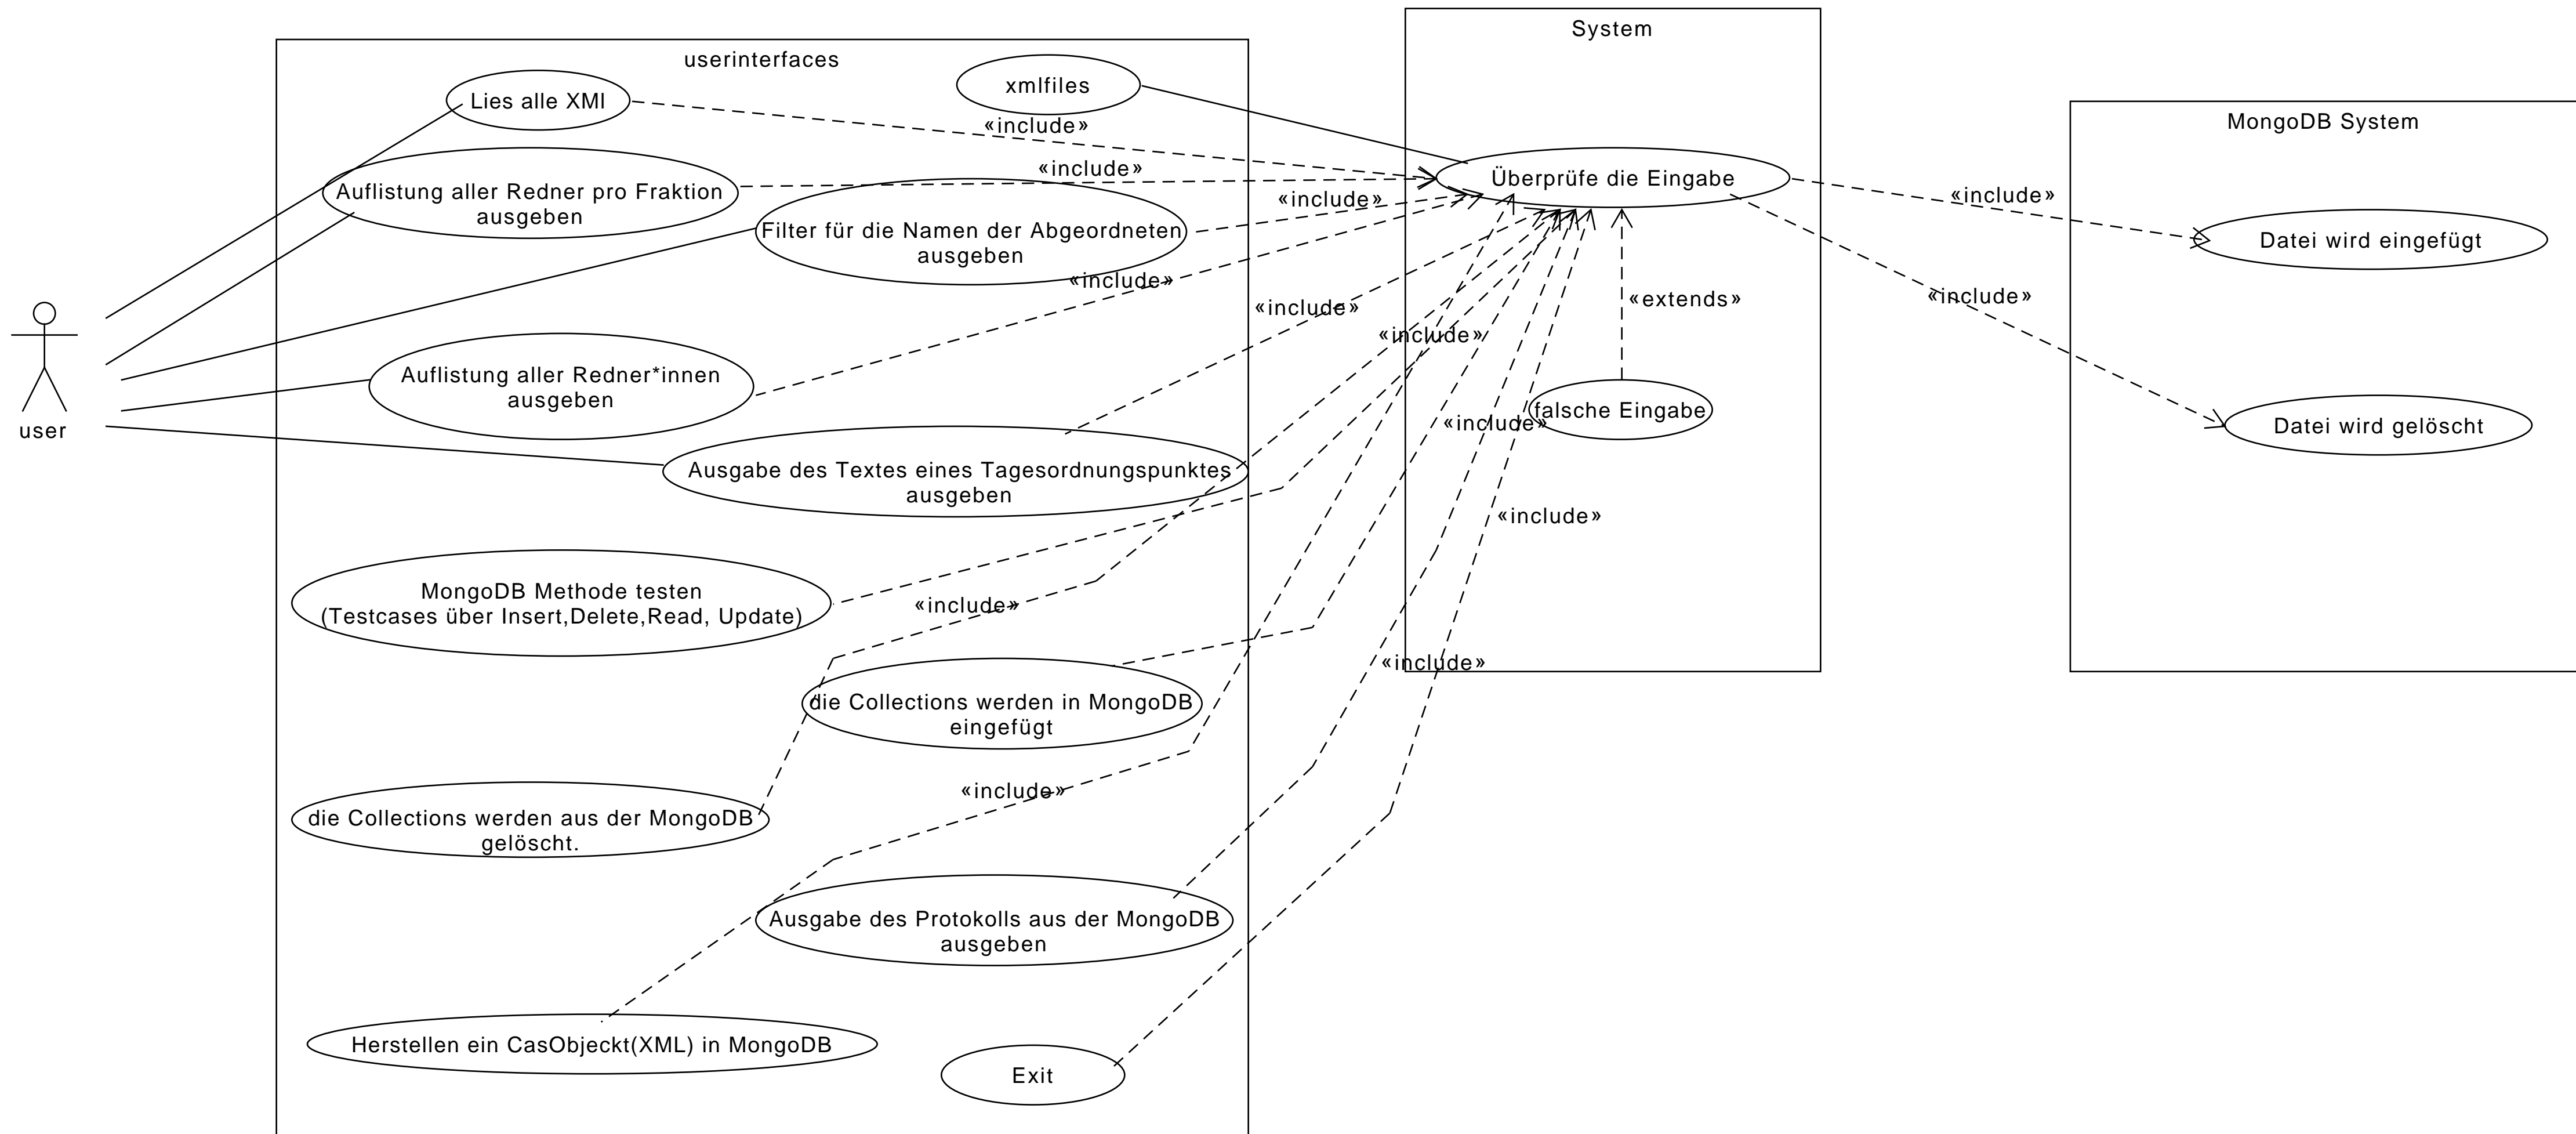 System
userinterfaces
xmlfiles
Lies alle XMl
MongoDB System
«include»
«include»
Überprüfe die Eingabe
Auflistung aller Redner pro Fraktion
ausgeben
«include»
«include»
Filter für die Namen der Abgeordneten
ausgeben
Datei wird eingefügt
«include»
«include»
«extends»
«include»
«include»
Auflistung aller Redner*innen
ausgeben
falsche Eingabe
«include»
Datei wird gelöscht
user
Ausgabe des Textes eines Tagesordnungspunktes
ausgeben
«include»
MongoDB Methode testen
(Testcases über Insert,Delete,Read, Update)
«include»
«include»
die Collections werden in MongoDB
eingefügt
«include»
die Collections werden aus der MongoDB
gelöscht.
Ausgabe des Protokolls aus der MongoDB
ausgeben
Herstellen ein CasObjeckt(XML) in MongoDB
Exit